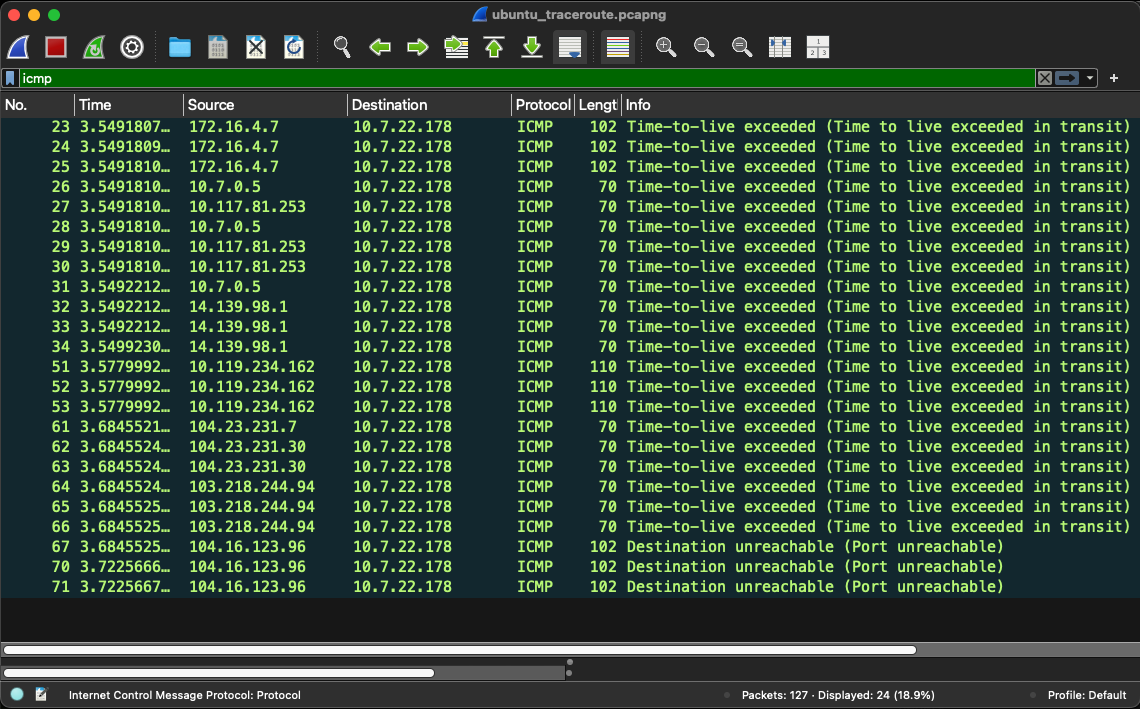 ubuntu_traceroute.pcapng
icmp
No. Time Source Destination Protocol Lengt Info
23 3.5491807… 172.16.4.7 10.7.22.178 ICMP 102 Time-to-live exceeded (Time to live exceeded in transit)
24 3.5491809… 172.16.4.7 10.7.22.178 ICMP 102 Time-to-live exceeded (Time to live exceeded in transit)
25 3.5491810… 172.16.4.7 10.7.22.178 ICMP 102 Time-to-live exceeded (Time to live exceeded in transit)
26 3.5491810… 10.7.0.5 10.7.22.178 ICMP 70 Time-to-live exceeded (Time to live exceeded in transit)
27 3.5491810… 10.117.81.253 10.7.22.178 ICMP 70 Time-to-live exceeded (Time to live exceeded in transit)
28 3.5491810… 10.7.0.5 10.7.22.178 ICMP 70 Time-to-live exceeded (Time to live exceeded in transit)
29 3.5491810… 10.117.81.253 10.7.22.178 ICMP 70 Time-to-live exceeded (Time to live exceeded in transit)
30 3.5491810… 10.117.81.253 10.7.22.178 ICMP 70 Time-to-live exceeded (Time to live exceeded in transit)
31 3.5492212… 10.7.0.5 10.7.22.178 ICMP 70 Time-to-live exceeded (Time to live exceeded in transit)
32 3.5492212… 14.139.98.1 10.7.22.178 ICMP 70 Time-to-live exceeded (Time to live exceeded in transit)
33 3.5492212… 14.139.98.1 10.7.22.178 ICMP 70 Time-to-live exceeded (Time to live exceeded in transit)
34 3.5499230… 14.139.98.1 10.7.22.178 ICMP 70 Time-to-live exceeded (Time to live exceeded in transit)
51 3.5779992… 10.119.234.162 10.7.22.178 ICMP 110 Time-to-live exceeded (Time to live exceeded in transit)
52 3.5779992… 10.119.234.162 10.7.22.178 ICMP 110 Time-to-live exceeded (Time to live exceeded in transit)
53 3.5779992… 10.119.234.162 10.7.22.178 ICMP 110 Time-to-live exceeded (Time to live exceeded in transit)
61 3.6845521… 104.23.231.7 10.7.22.178 ICMP 70 Time-to-live exceeded (Time to live exceeded in transit)
62 3.6845524… 104.23.231.30 10.7.22.178 ICMP 70 Time-to-live exceeded (Time to live exceeded in transit)
63 3.6845524… 104.23.231.30 10.7.22.178 ICMP 70 Time-to-live exceeded (Time to live exceeded in transit)
64 3.6845524… 103.218.244.94 10.7.22.178 ICMP 70 Time-to-live exceeded (Time to live exceeded in transit)
65 3.6845525… 103.218.244.94 10.7.22.178 ICMP 70 Time-to-live exceeded (Time to live exceeded in transit)
66 3.6845525… 103.218.244.94 10.7.22.178 ICMP 70 Time-to-live exceeded (Time to live exceeded in transit)
67 3.6845525… 104.16.123.96 10.7.22.178 ICMP 102 Destination unreachable (Port unreachable)
70 3.7225666… 104.16.123.96 10.7.22.178 ICMP 102 Destination unreachable (Port unreachable)
71 3.7225667… 104.16.123.96 10.7.22.178 ICMP 102 Destination unreachable (Port unreachable)
Internet Control Message Protocol: Protocol Packets: 127 · Displayed: 24 (18.9%) Profile: Default